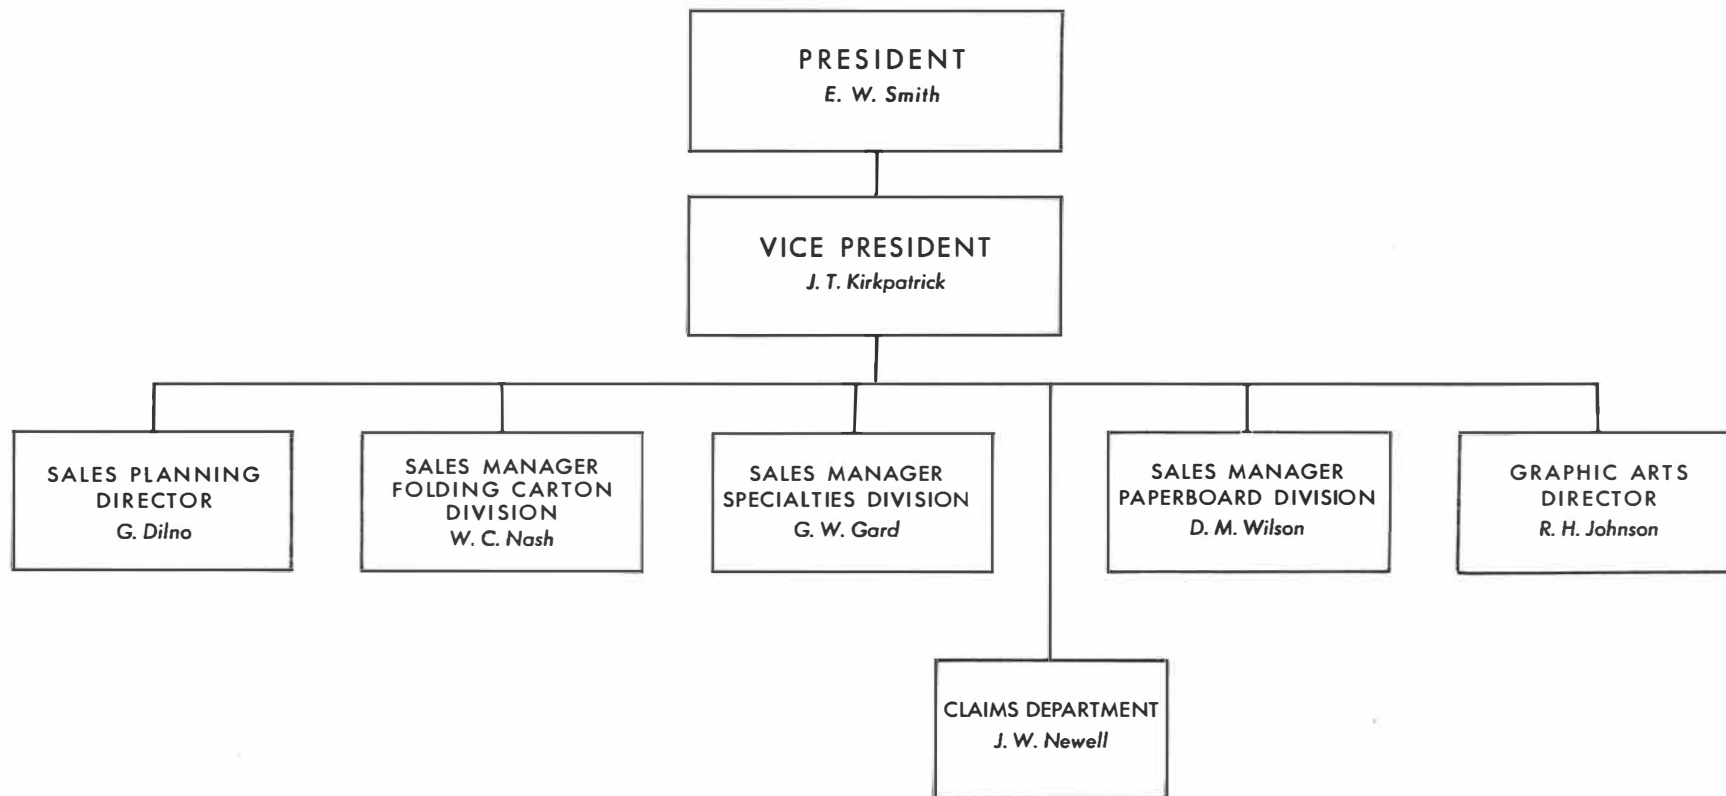 PRESIDENT
E. W. Smith
VICE PRESIDENT
J. T. Kirkpatrick
SALES PLANNING
DIRECTOR
G. Dilno
SALES MANAGER
FOLDING CARTON
DIVISION
W. C. Nash
SALES MANAGER
SPECIALTIES DIVISION
G. W. Gard
SALES MANAGER
PAPERBOARD DIVISION
D. M. Wilson
GRAPHIC ARTS
DIRECTOR
R. H. Johnson
CLAIMS DEPARTMENT
J. W. Newell